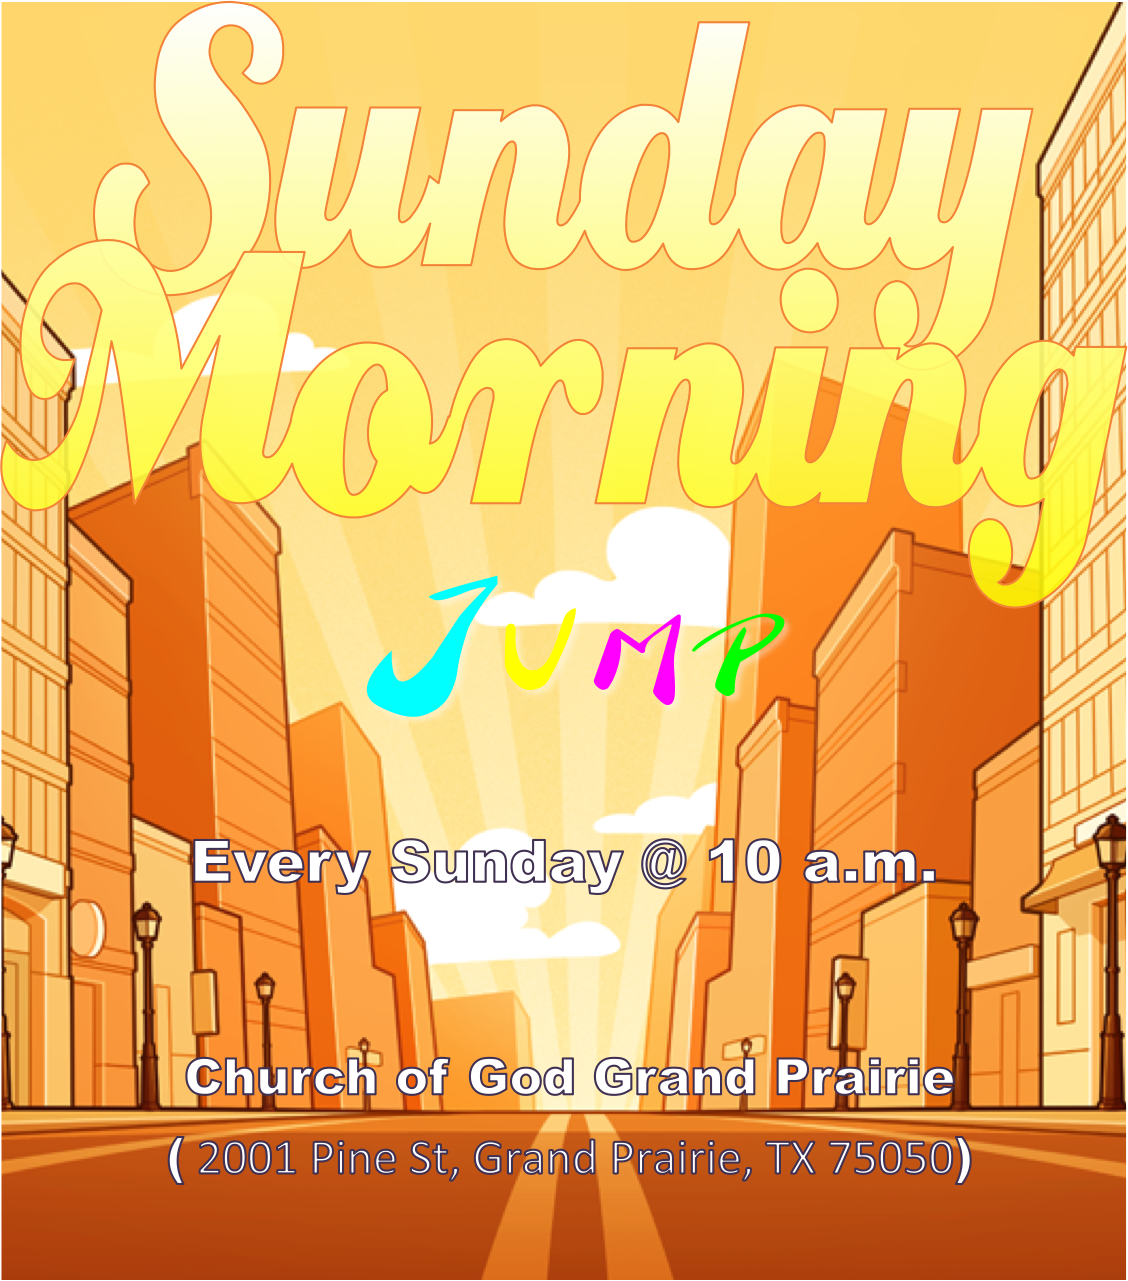 Sunday
Morning
JUMP
Every Sunday @ 10 a.m.
Church of God Grand Prairie
( 2001 Pine St, Grand Prairie, TX 75050)